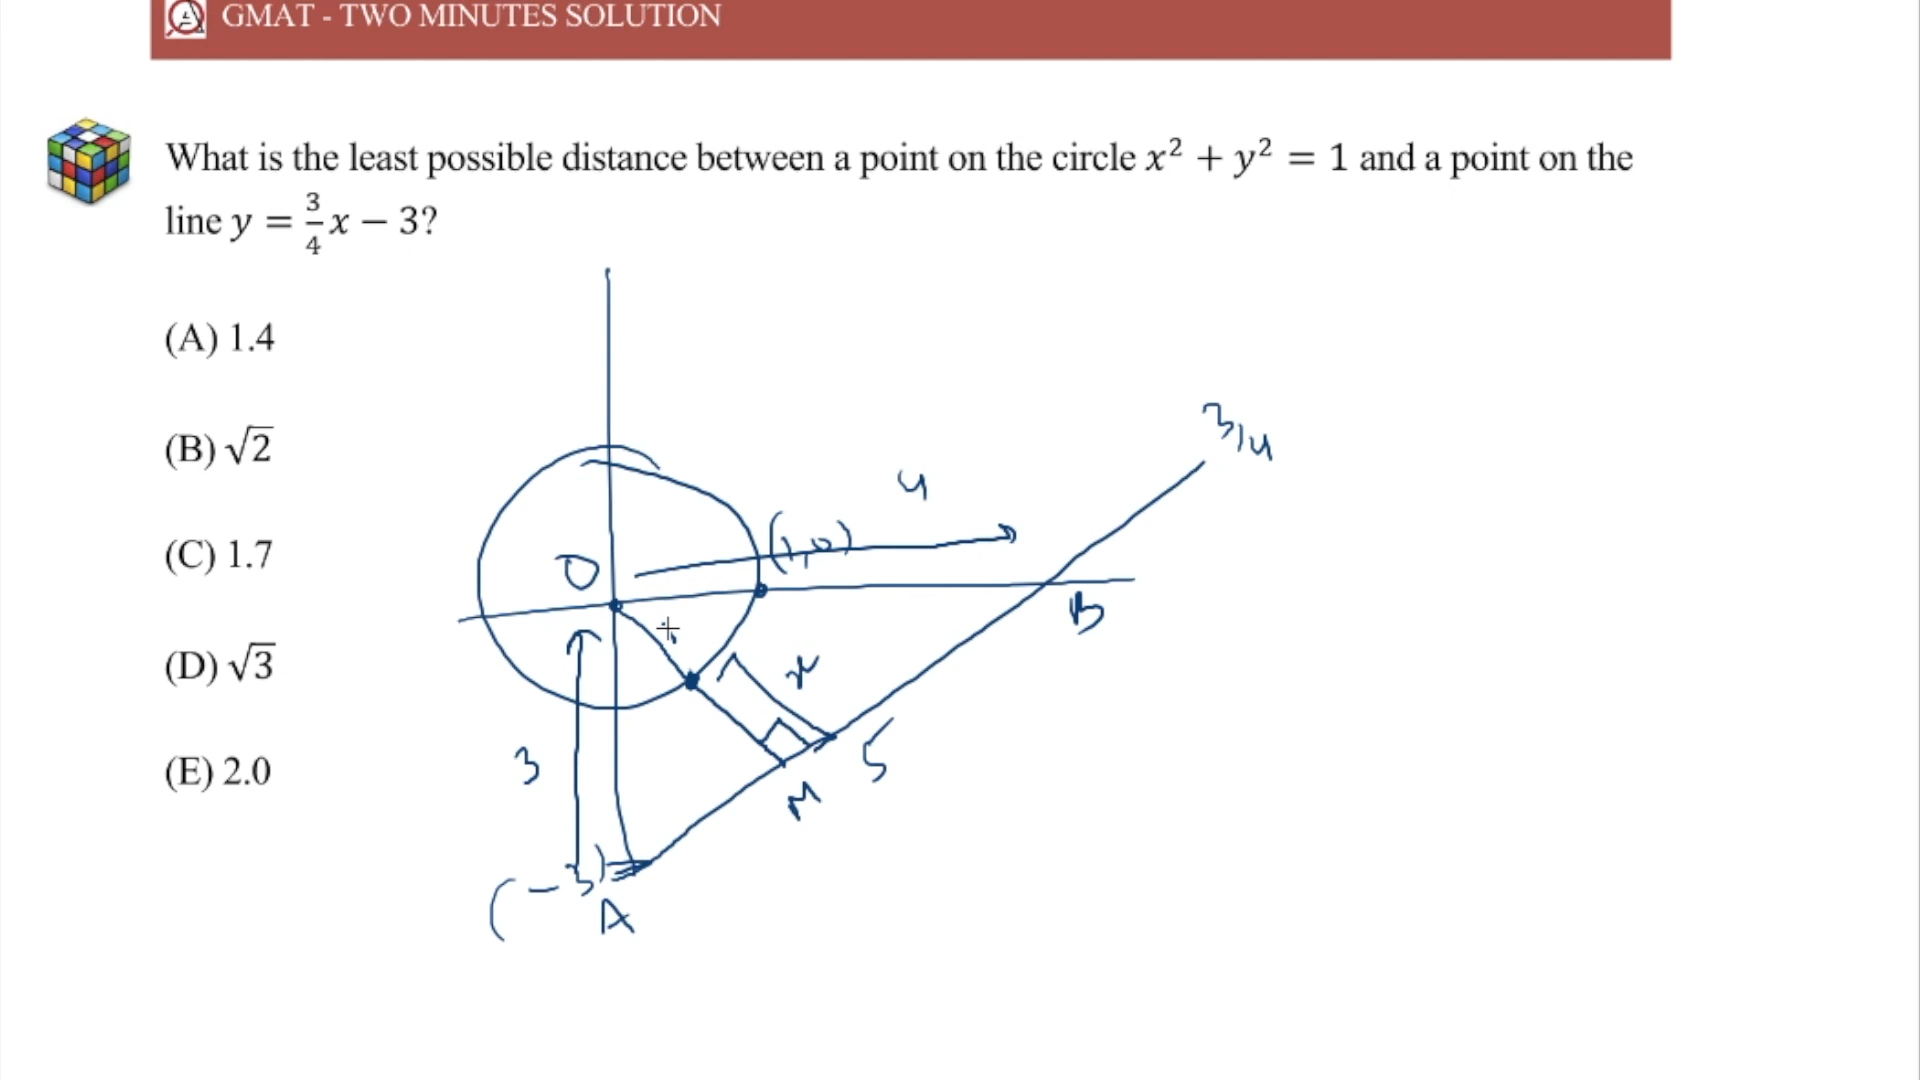 GMAT - TWO MINUTES SOLUTION
What is the least possible distance between a point on the circle x² + y² = 1 and a point on the
line y = 3/4 x − 3?
(A) 1.4
(B) √2
(C) 1.7
(D) √3
(E) 2.0
3/4
4
(1,0)
O
B
x
5
3
M
(-3)
A